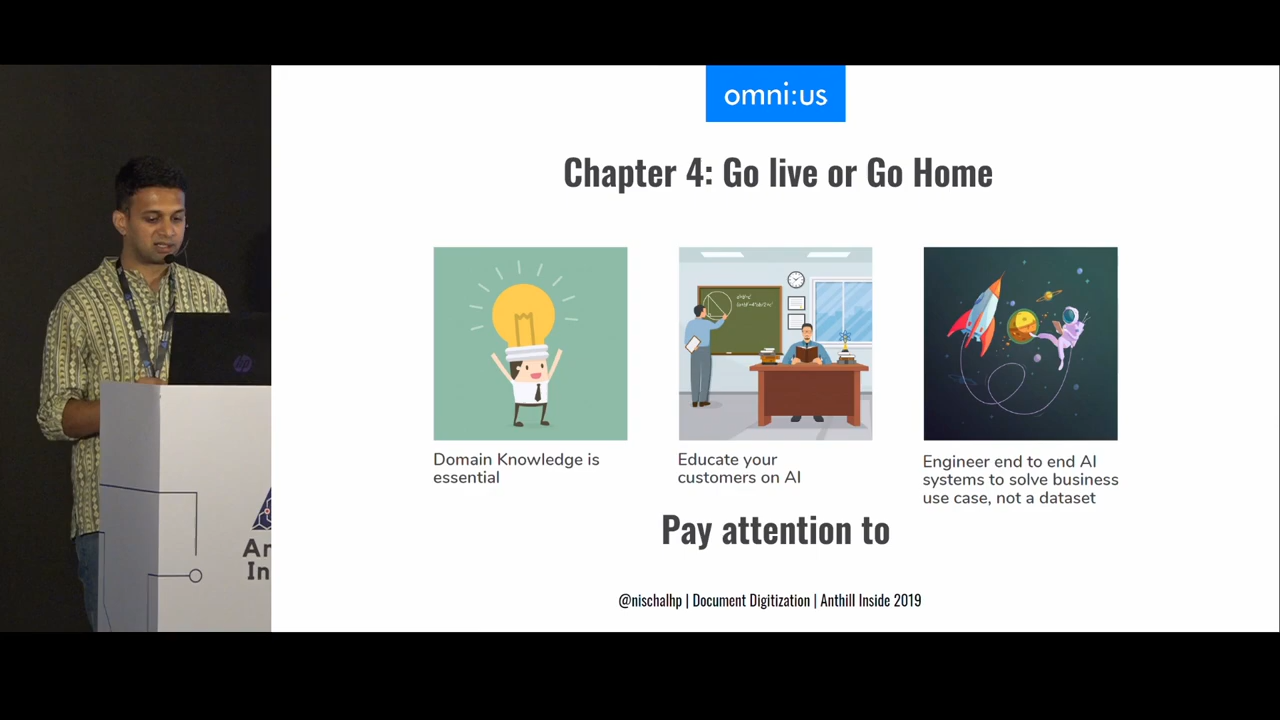 omni:us
Chapter 4: Go live or Go Home
Domain Knowledge is
essential
Educate your
customers on AI
Engineer end to end AI
systems to solve business
use case, not a dataset
Pay attention to
@nischalhp | Document Digitization | Anthill Inside 2019
An
In